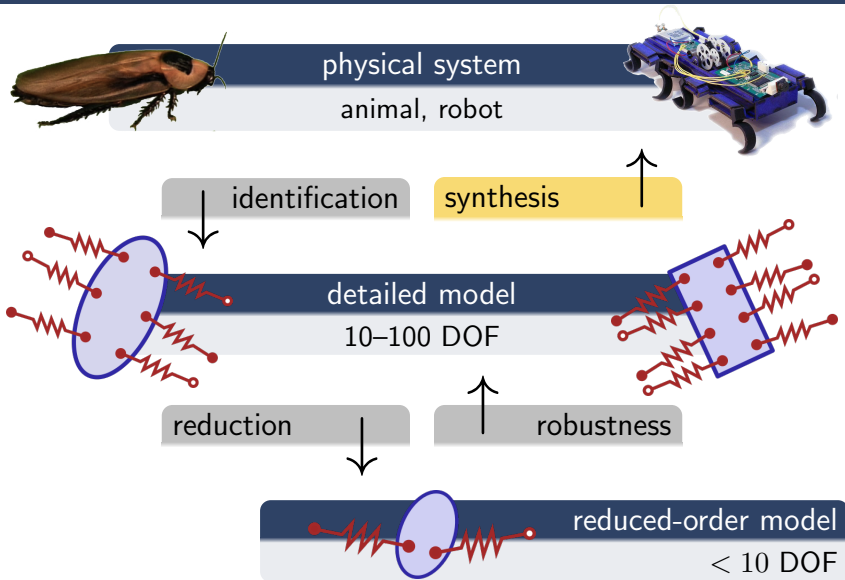 physical system
animal, robot
identification
synthesis
detailed model
10–100 DOF
reduction
robustness
reduced-order model
< 10 DOF